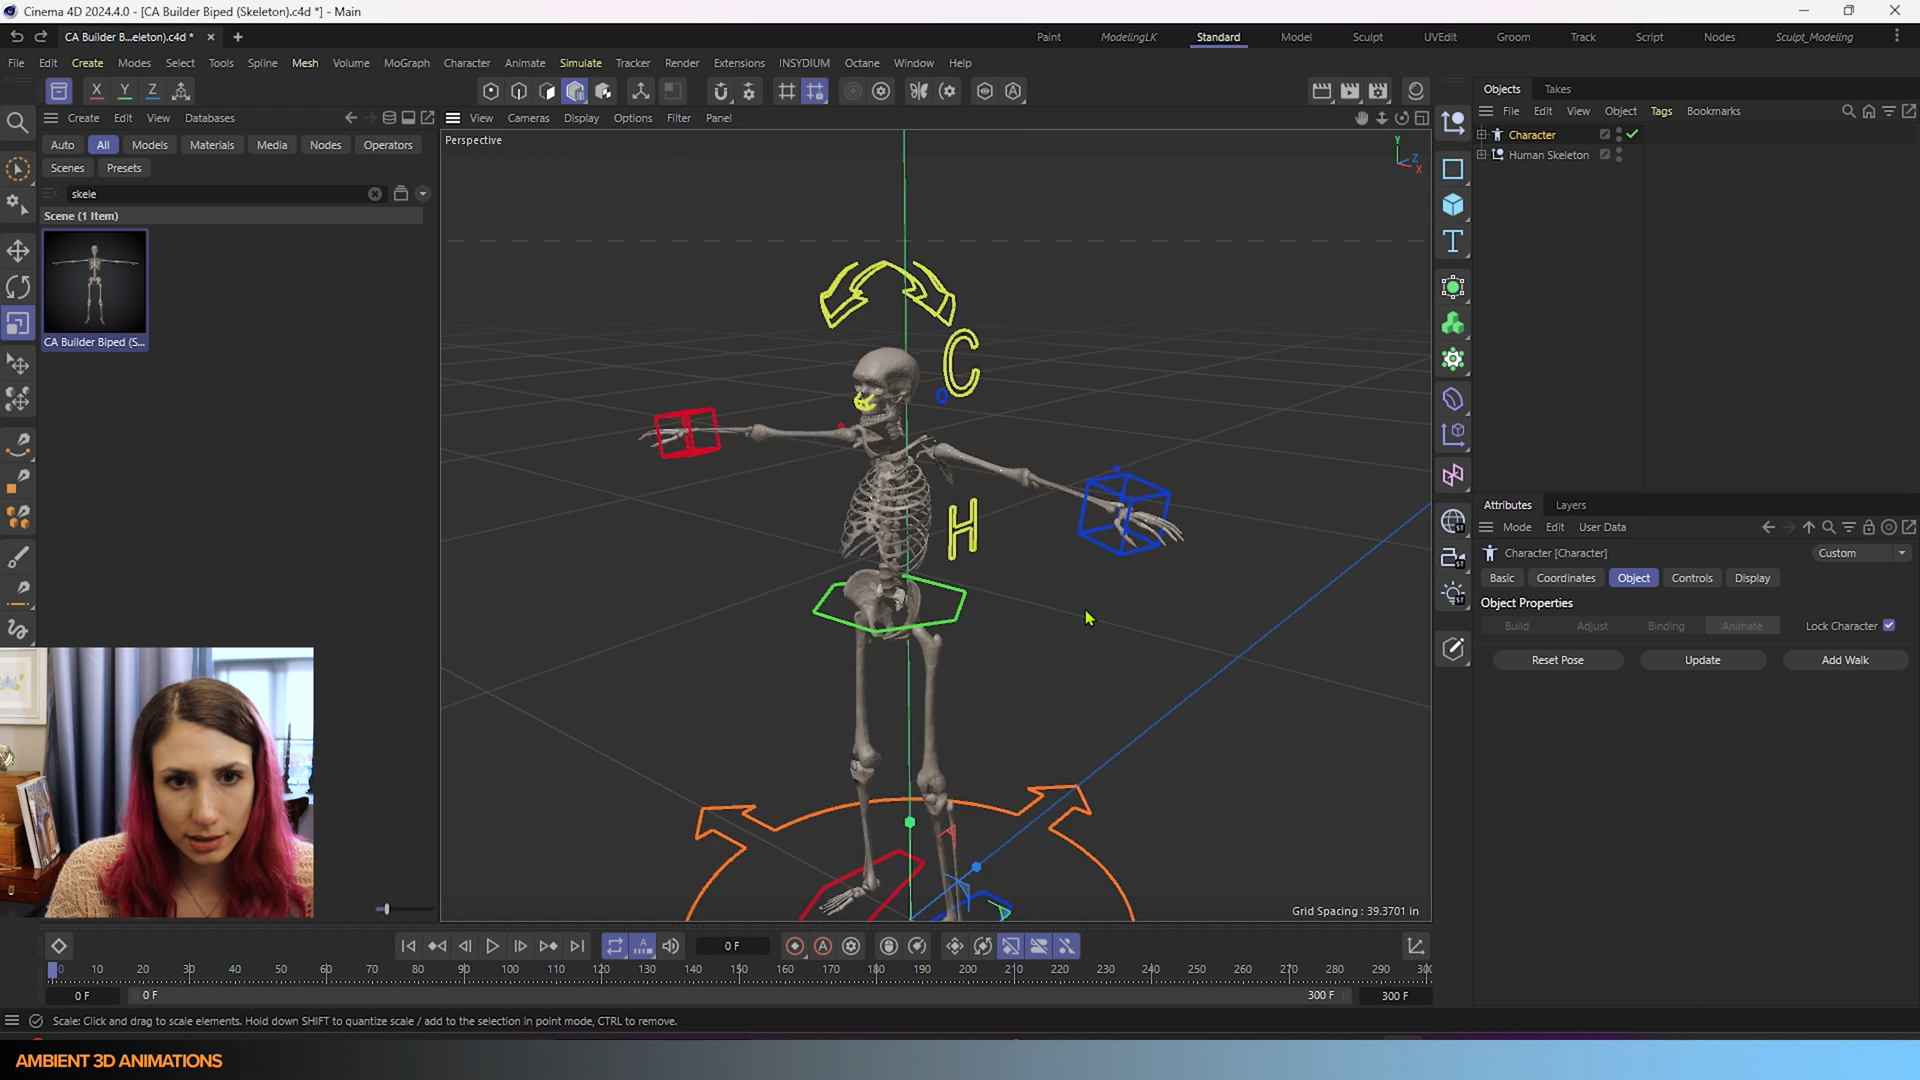 Cinema 4D 2024.4.0 - [CA Builder Biped (Skeleton).c4d *] - Main
CA Builder B...eleton).c4d *
Paint ModelingLK Standard Model Sculpt UVEdit Groom Track Script Nodes Sculpt_Modeling
File Edit Create Modes Select Tools Spline Mesh Volume MoGraph Character Animate Simulate Tracker Render Extensions INSYDIUM Octane Window Help
X Y Z
Create Edit View Databases
Auto All Models Materials Media Nodes Operators
Scenes Presets
skele
Scene (1 Item)
CA Builder Biped (S...
View Cameras Display Options Filter Panel
Perspective
Y
Z
X
C
H
Grid Spacing : 39.3701 in
Objects Takes
File Edit View Object Tags Bookmarks
Character
Human Skeleton
Attributes Layers
Mode Edit User Data
Character [Character] Custom
Basic Coordinates Object Controls Display
Object Properties
Build Adjust Binding Animate Lock Character
Reset Pose Update Add Walk
0 F
0 10 20 30 40 50 60 70 80 90 100 110 120 130 140 150 160 170 180 190 200 210 220 230 240 250 260 270 280 290 30
0 F 0 F 300 F 300 F
Scale: Click and drag to scale elements. Hold down SHIFT to quantize scale / add to the selection in point mode, CTRL to remove.
AMBIENT 3D ANIMATIONS